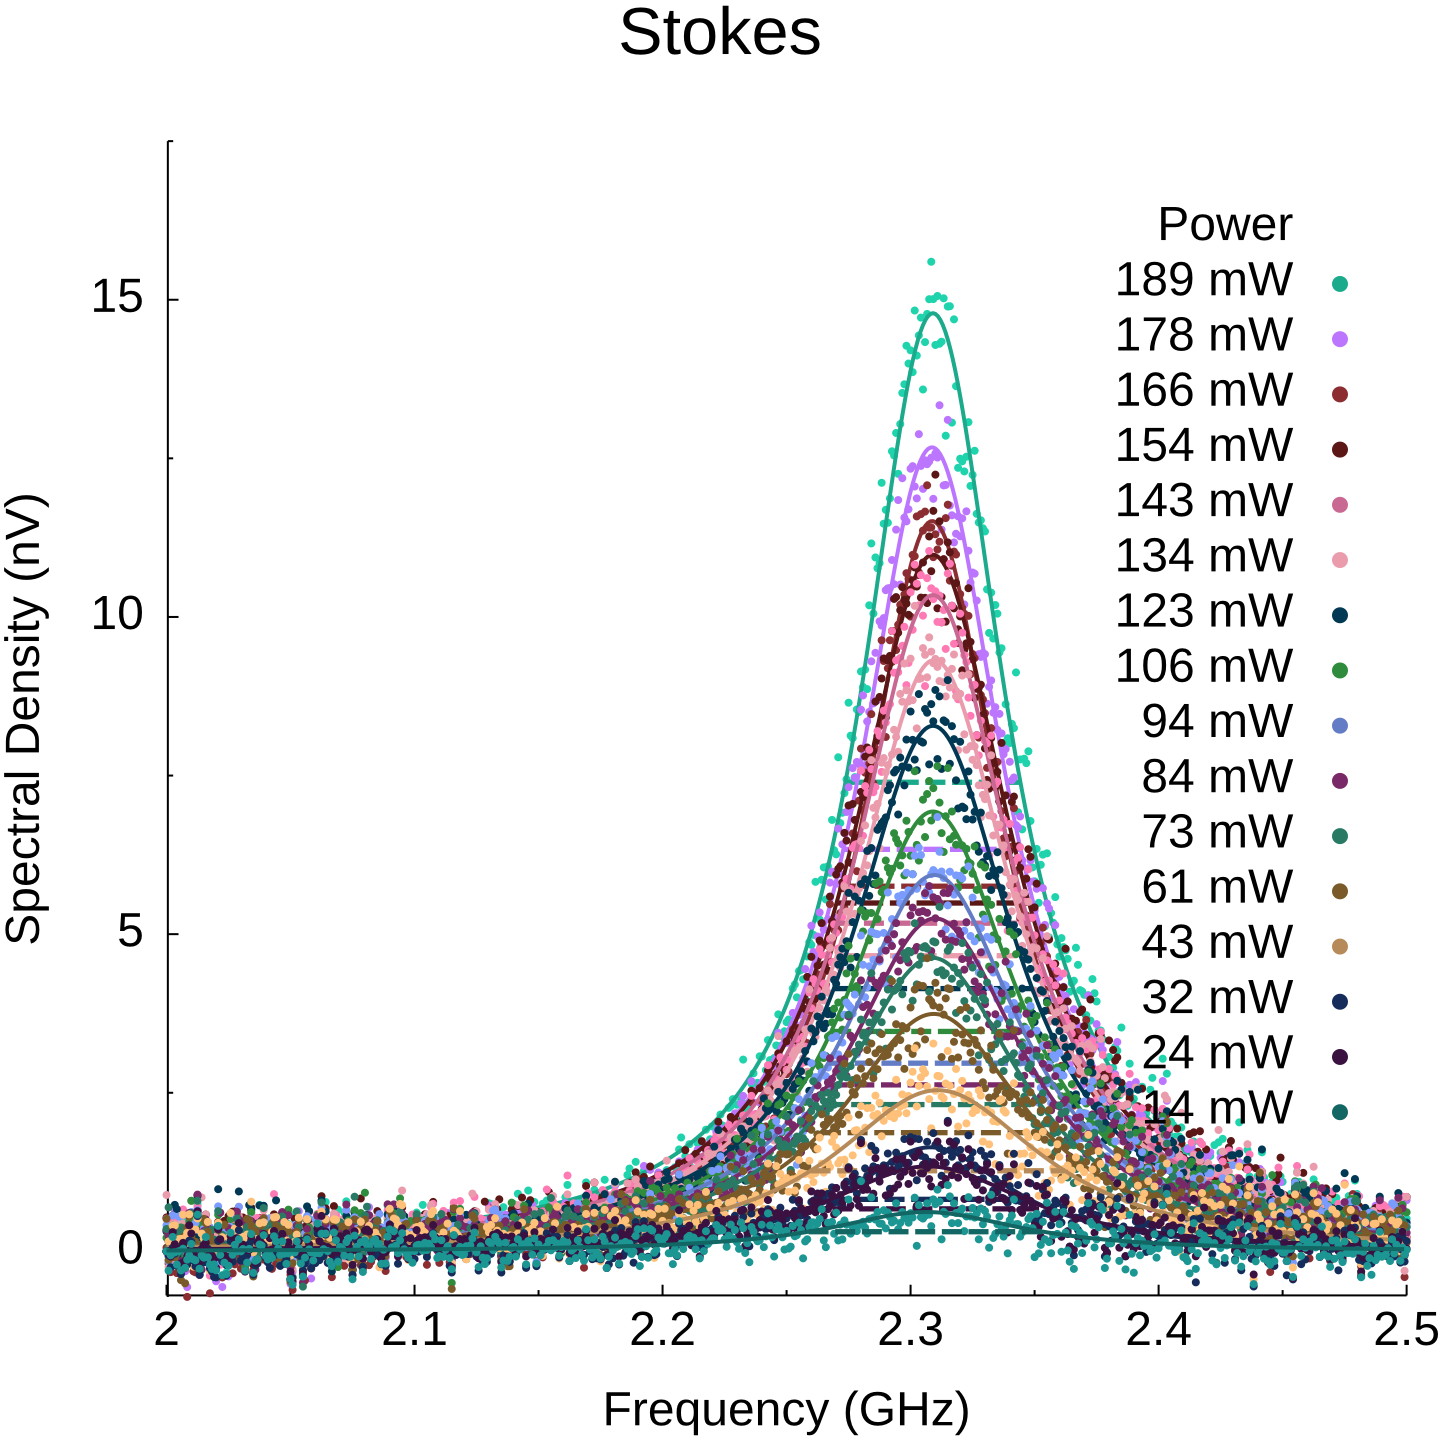 Stokes
Spectral Density (nV)
15
10
5
0
Power
189 mW
178 mW
166 mW
154 mW
143 mW
134 mW
123 mW
106 mW
94 mW
84 mW
73 mW
61 mW
43 mW
32 mW
24 mW
14 mW
2 2.1 2.2 2.3 2.4 2.5
Frequency (GHz)